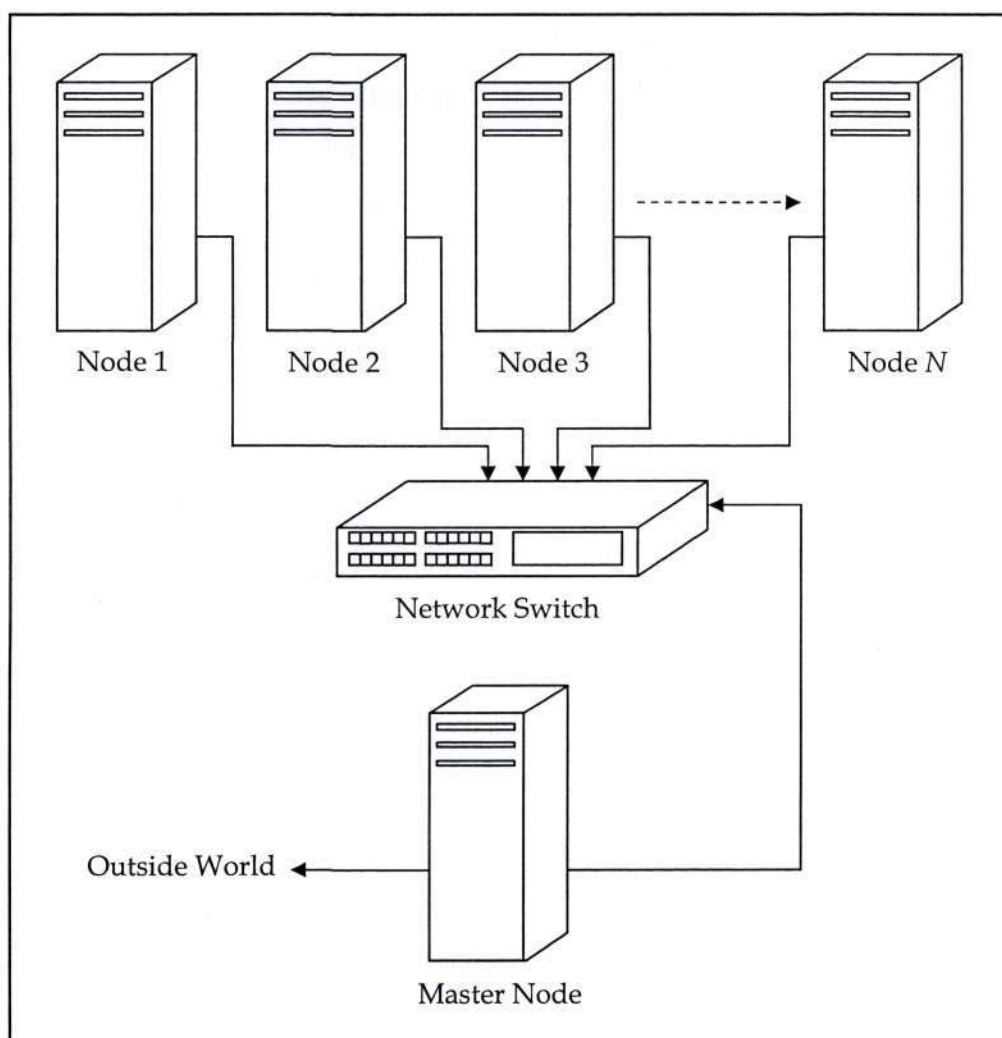 Node 1
Node 2
Node 3
Node N
Network Switch
Outside World
Master Node